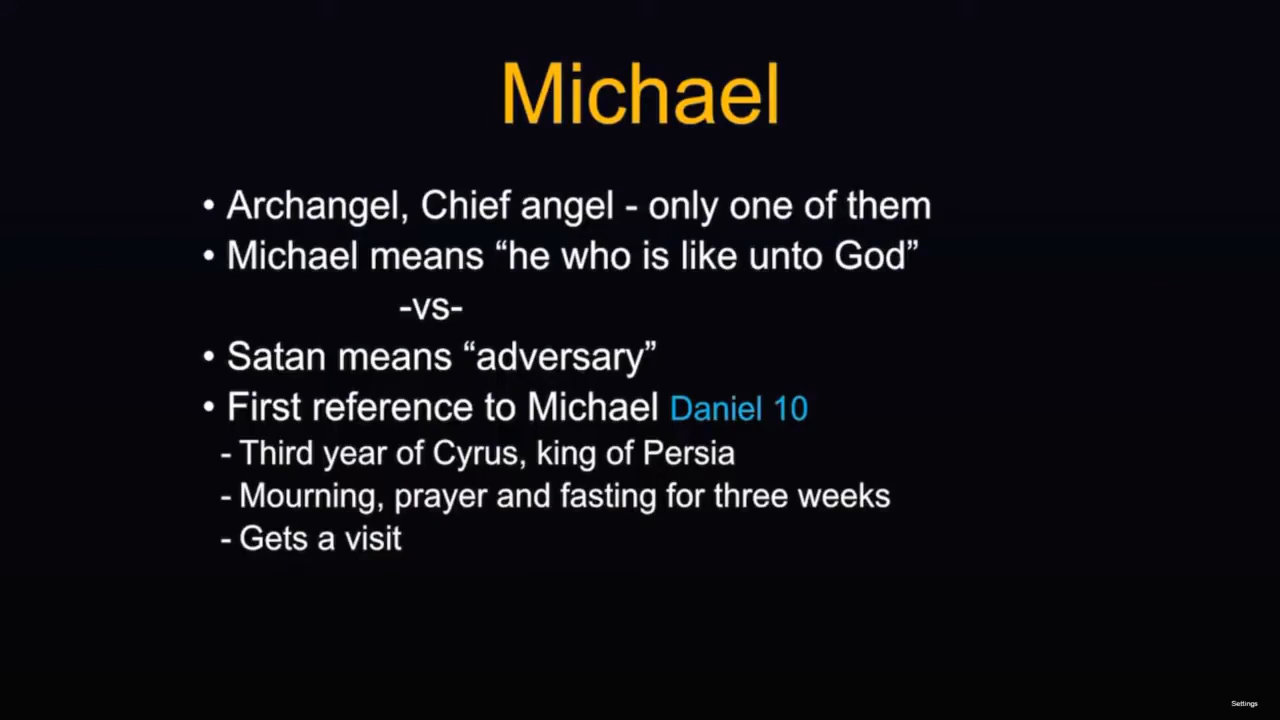 Michael
• Archangel, Chief angel - only one of them
• Michael means “he who is like unto God”
-vs-
• Satan means “adversary”
• First reference to Michael Daniel 10
- Third year of Cyrus, king of Persia
- Mourning, prayer and fasting for three weeks
- Gets a visit
Settings